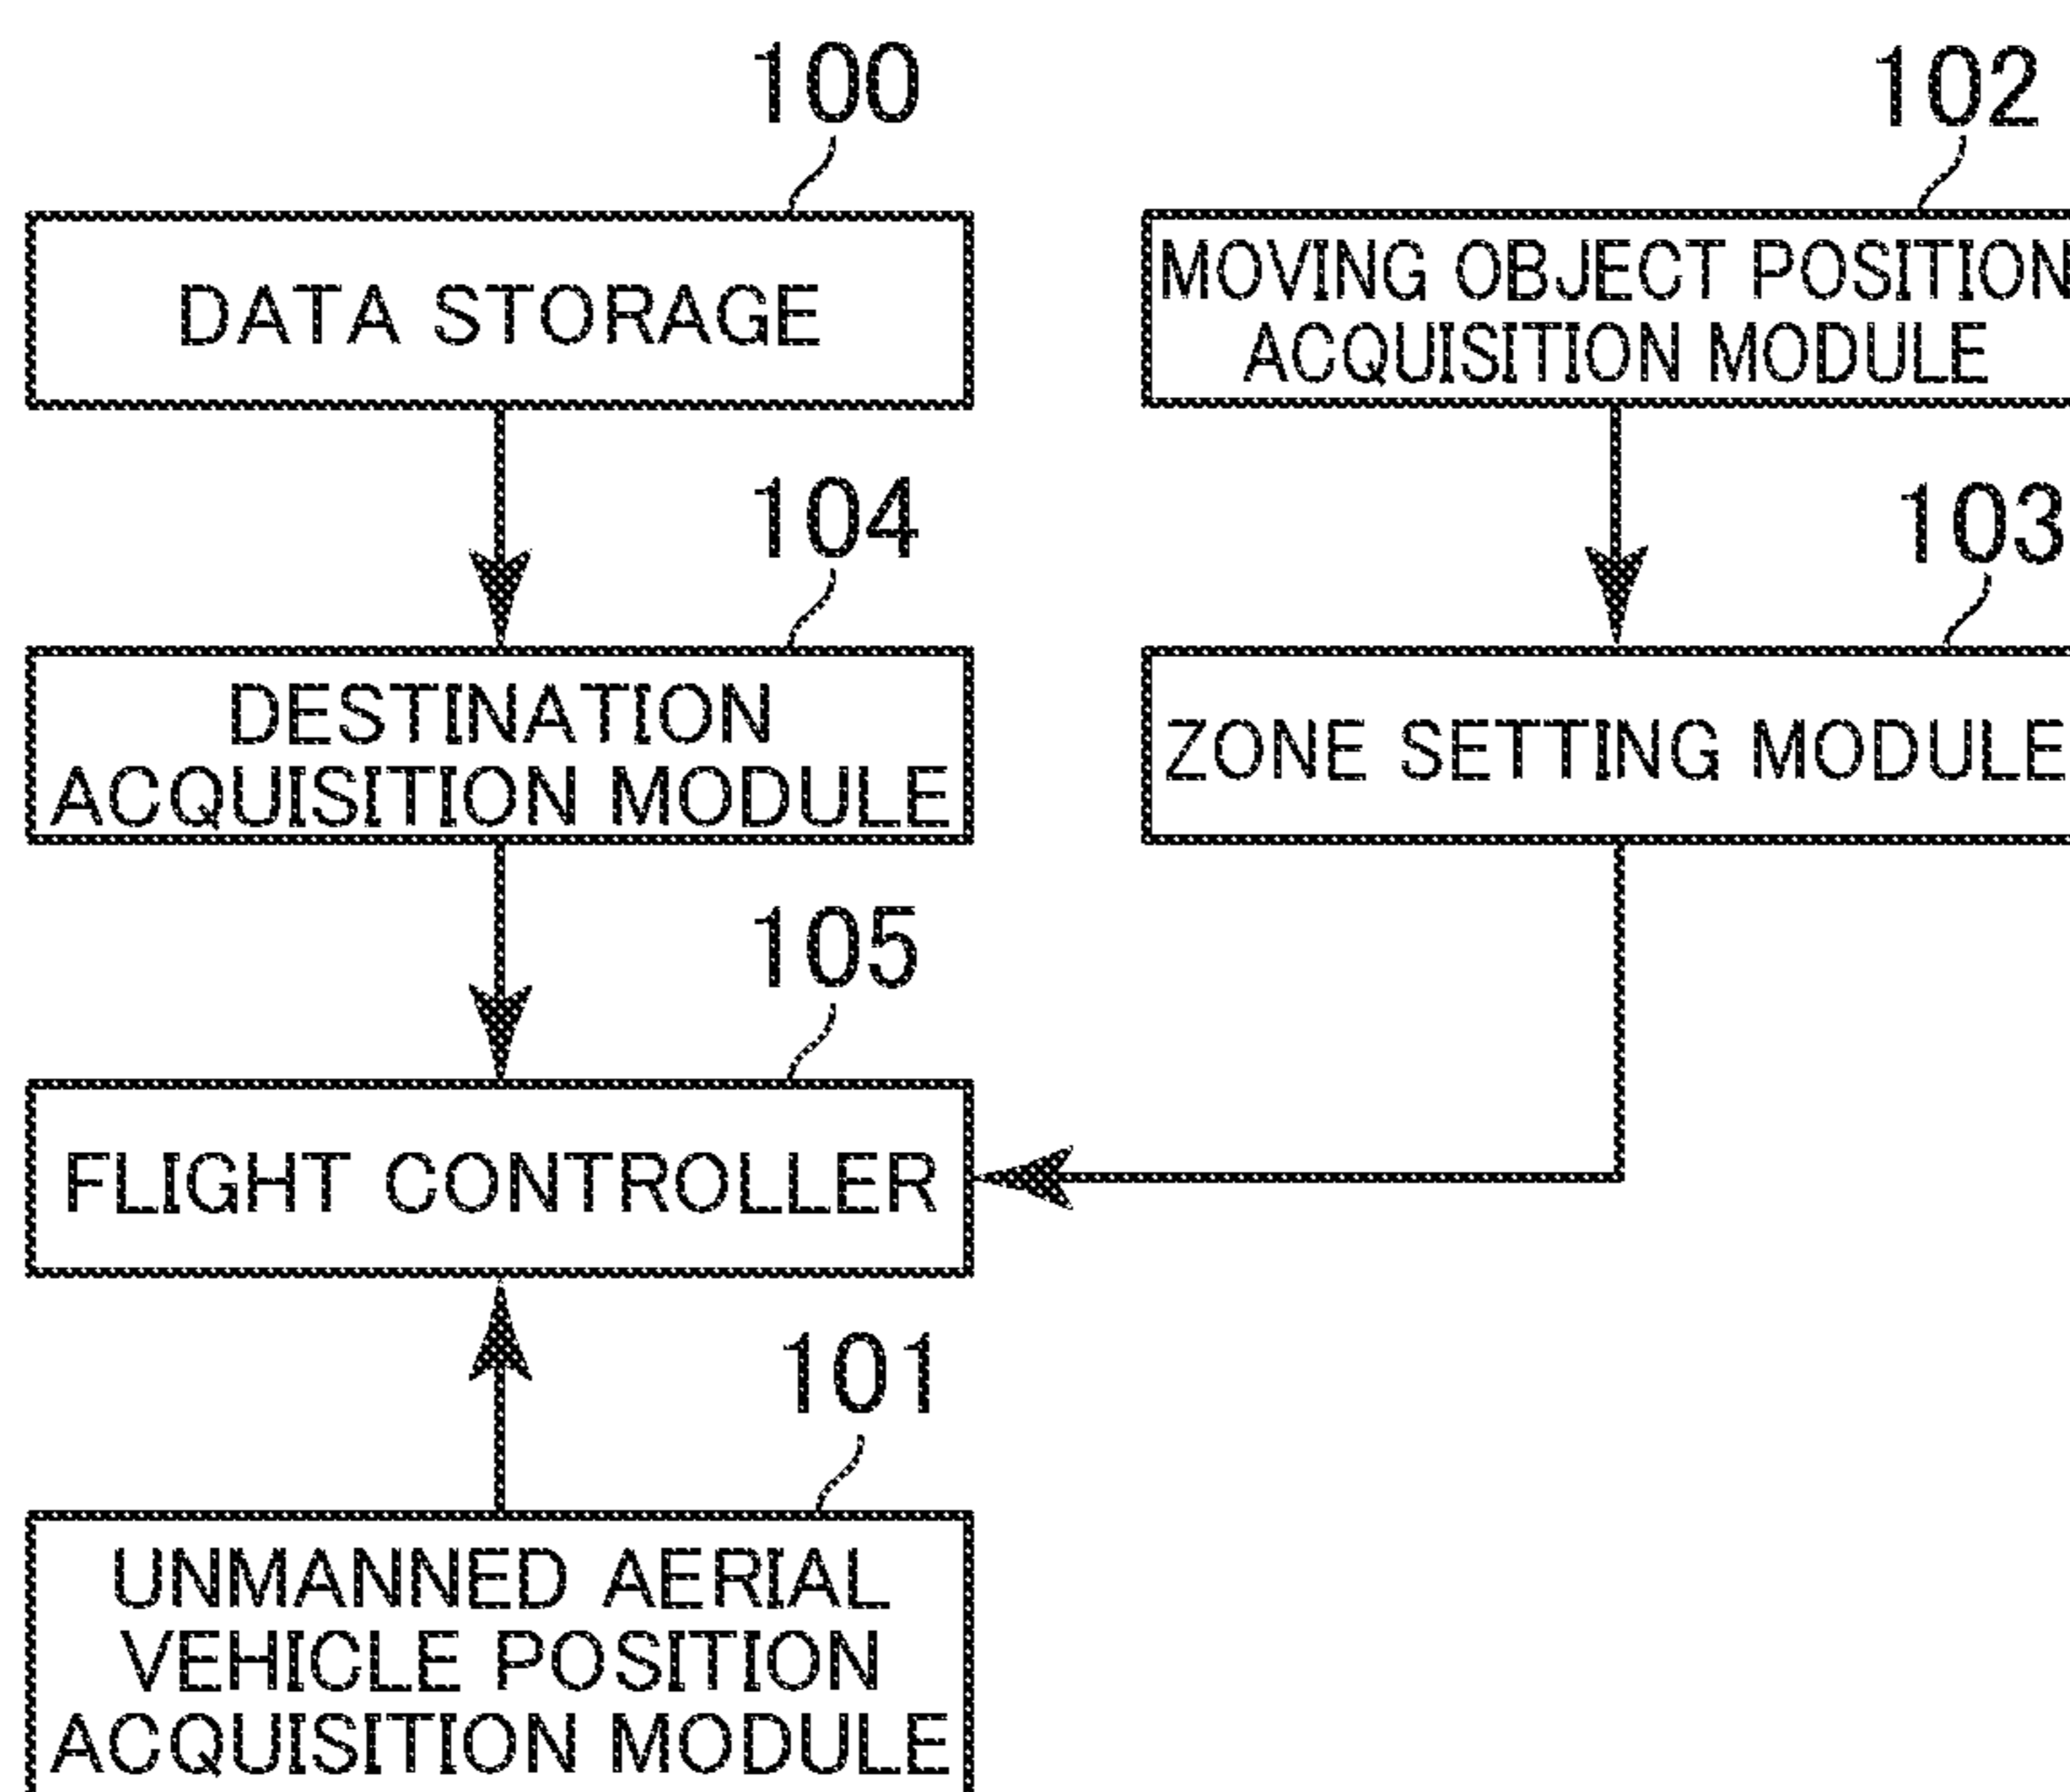 100
DATA STORAGE
102
MOVING OBJECT POSITION
ACQUISITION MODULE
104
DESTINATION
ACQUISITION MODULE
103
ZONE SETTING MODULE
105
FLIGHT CONTROLLER
101
UNMANNED AERIAL
VEHICLE POSITION
ACQUISITION MODULE